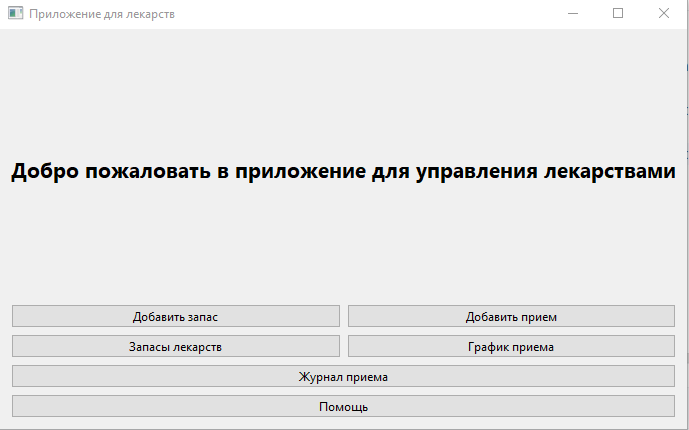 Приложение для лекарств
Добро пожаловать в приложение для управления лекарствами
Добавить запас
Добавить прием
Запасы лекарств
График приема
Журнал приема
Помощь